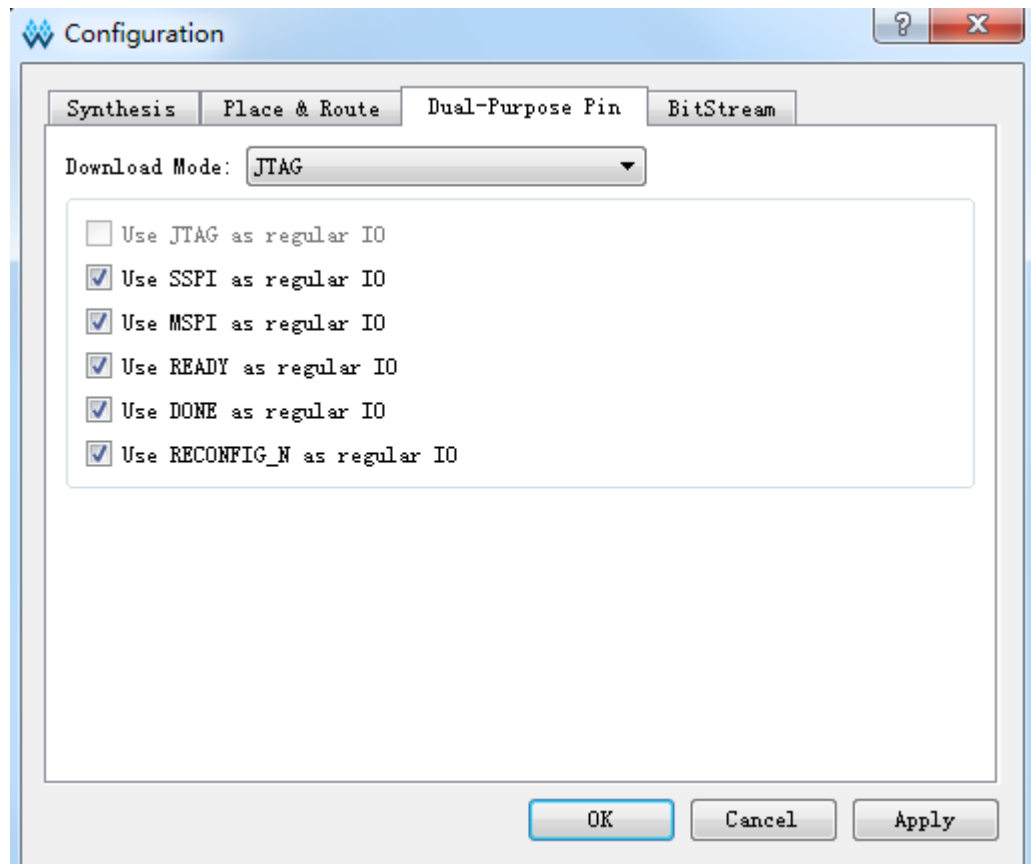 Configuration
Synthesis Place & Route Dual-Purpose Pin BitStream
Download Mode: JTAG
Use JTAG as regular IO
Use SSPI as regular IO
Use MSPI as regular IO
Use READY as regular IO
Use DONE as regular IO
Use RECONFIG_N as regular IO
OK Cancel Apply